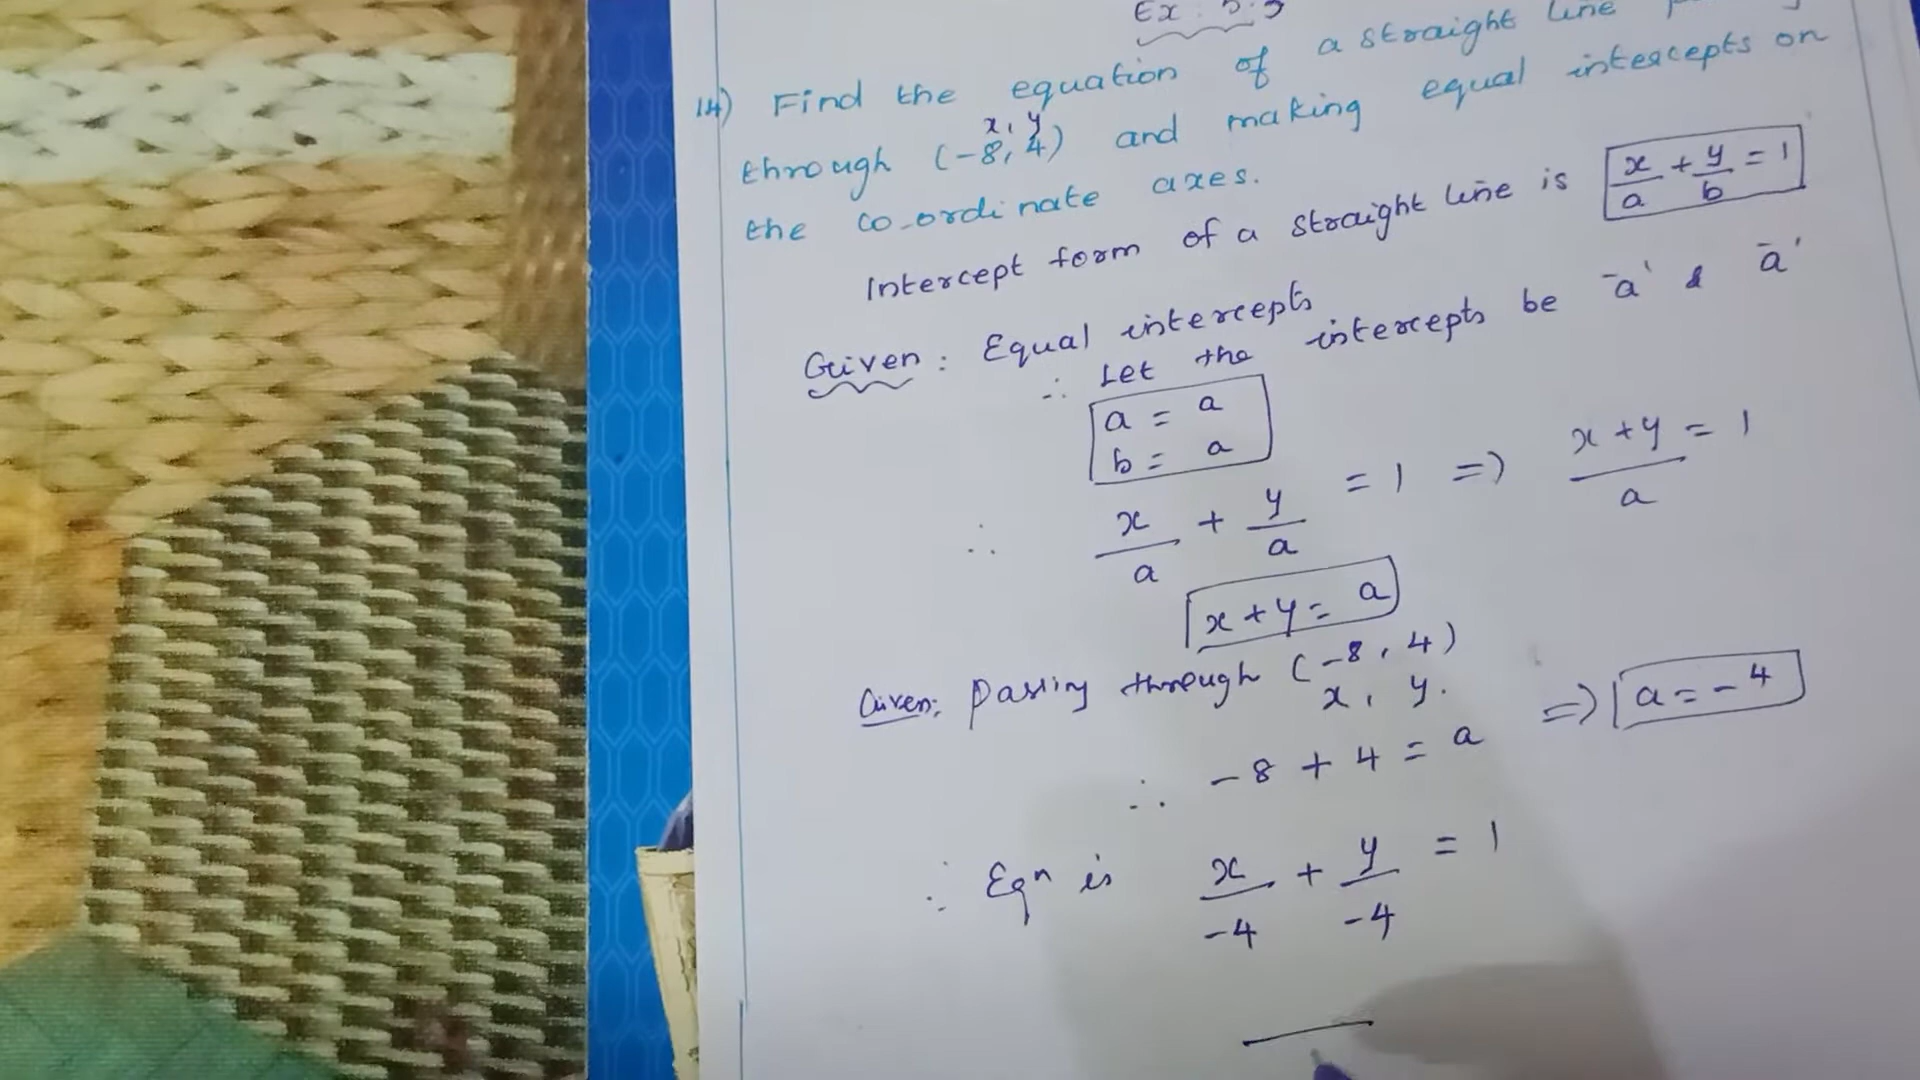 Ex
14) Find the equation of a straight line
through (-8, 4) and making equal intercepts on
x, y
the co-ordinate axes.
Intercept form of a straight line is x/a + y/b = 1
Given: Equal intercepts
∴ Let the intercepts be 'a' & 'a'
a = a
b = a
∴ x/a + y/a = 1 => x+y/a = 1
x + y = a
Given: passing through (-8, 4)
x, y.
∴ -8 + 4 = a => a = -4
∴ Eqn is x/-4 + y/-4 = 1